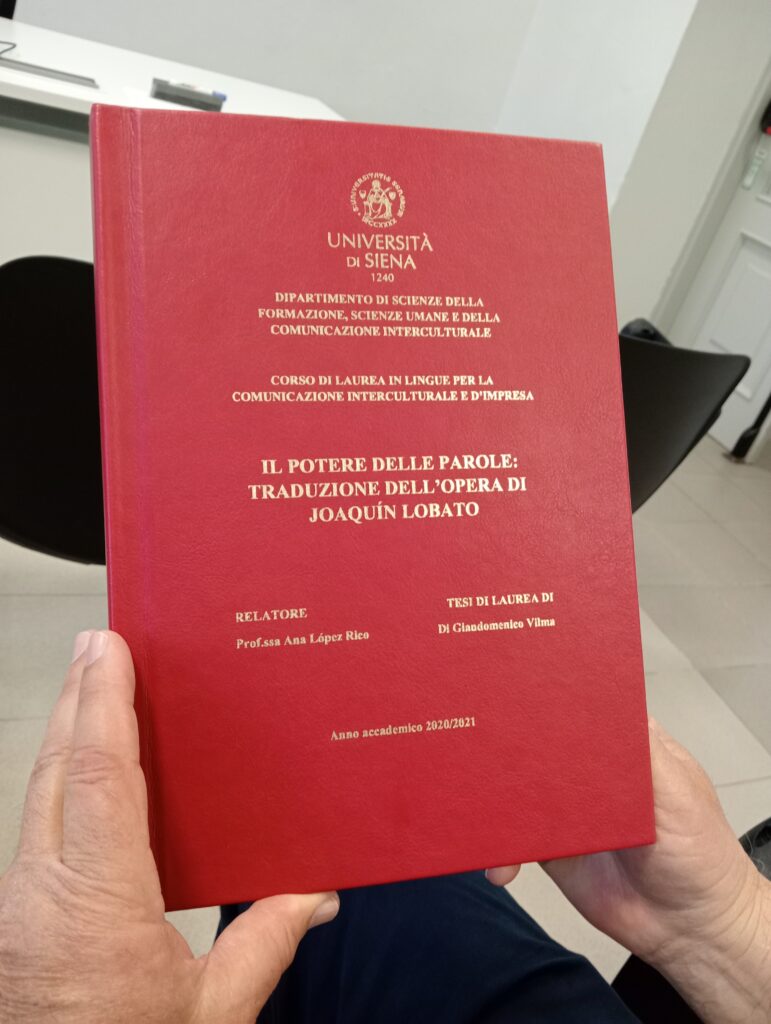 UNIVERSITÀ
DI SIENA
1240
DIPARTIMENTO DI SCIENZE DELLA
FORMAZIONE, SCIENZE UMANE E DELLA
COMUNICAZIONE INTERCULTURALE
CORSO DI LAUREA IN LINGUE PER LA
COMUNICAZIONE INTERCULTURALE E D'IMPRESA
IL POTERE DELLE PAROLE:
TRADUZIONE DELL'OPERA DI
JOAQUÍN LOBATO
RELATORE
Prof.ssa Ana López Rico
TESI DI LAUREA DI
Di Giandomenico Vilma
Anno accademico 2020/2021